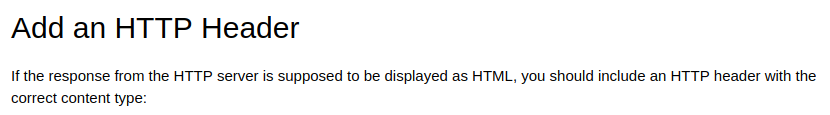 Add an HTTP Header
If the response from the HTTP server is supposed to be displayed as HTML, you should include an HTTP header with the
correct content type: